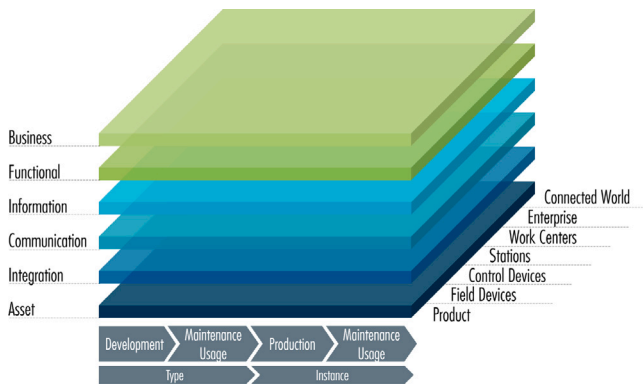 Business
Functional
Information
Communication
Integration
Asset
Connected World
Enterprise
Work Centers
Stations
Control Devices
Field Devices
Product
Development
Maintenance
Usage
Production
Maintenance
Usage
Type
Instance